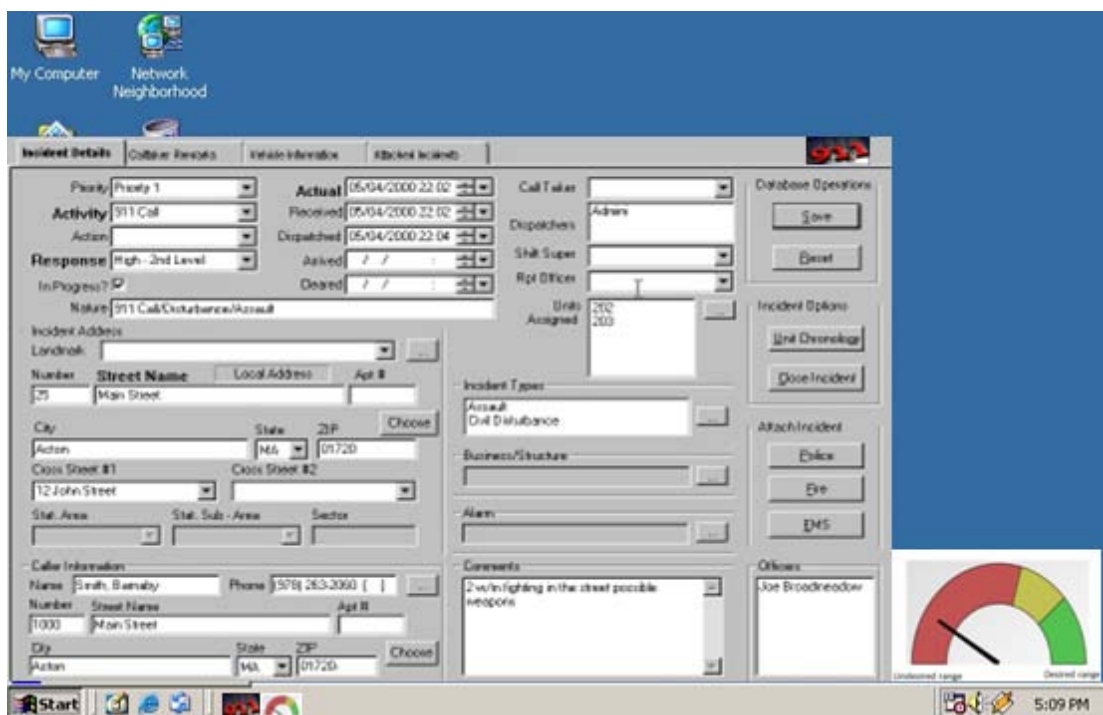 My Computer
Network Neighborhood
Incident Details
Vehicle Information
Attached Incidents
911
Priority Priority 1
Actual 05/04/2000 22:02
Call Taker
Database Operations
Activity 911 Call
Received 05/04/2000 22:02
Dispatchers Admin
Save
Action
Dispatched 05/04/2000 22:04
Response High - 2nd Level
Arrived / / :
Shift Super
Reset
In Progress?
Cleared / / :
Rpt Officer
Nature 911 Call/Disturbance/Assault
Units Assigned
202
203
...
Incident Options
Unit Chronology
Close Incident
Incident Address
Landmark
...
Number Street Name Local Address Apt #
25 Main Street
City State ZIP Choose
Acton MA 01720-
Cross Street #1 Cross Street #2
12 John Street
Stat. Area Stat. Sub - Area Sector
Incident Types
Assault
Civil Disturbance
...
Business/Structure
...
Alarm
...
Attach Incident
Police
Fire
EMS
Caller Information
Name Smith, Barnaby Phone (978) 263-2060 ( ) ...
Number Street Name Apt #
1000 Main Street
City State ZIP Choose
Acton MA 01720-
Comments
2 w/m fighting in the street possible
weapons
Officers
Joe Broadmeadow
Undesired range
Desired range
Start
911
5:09 PM